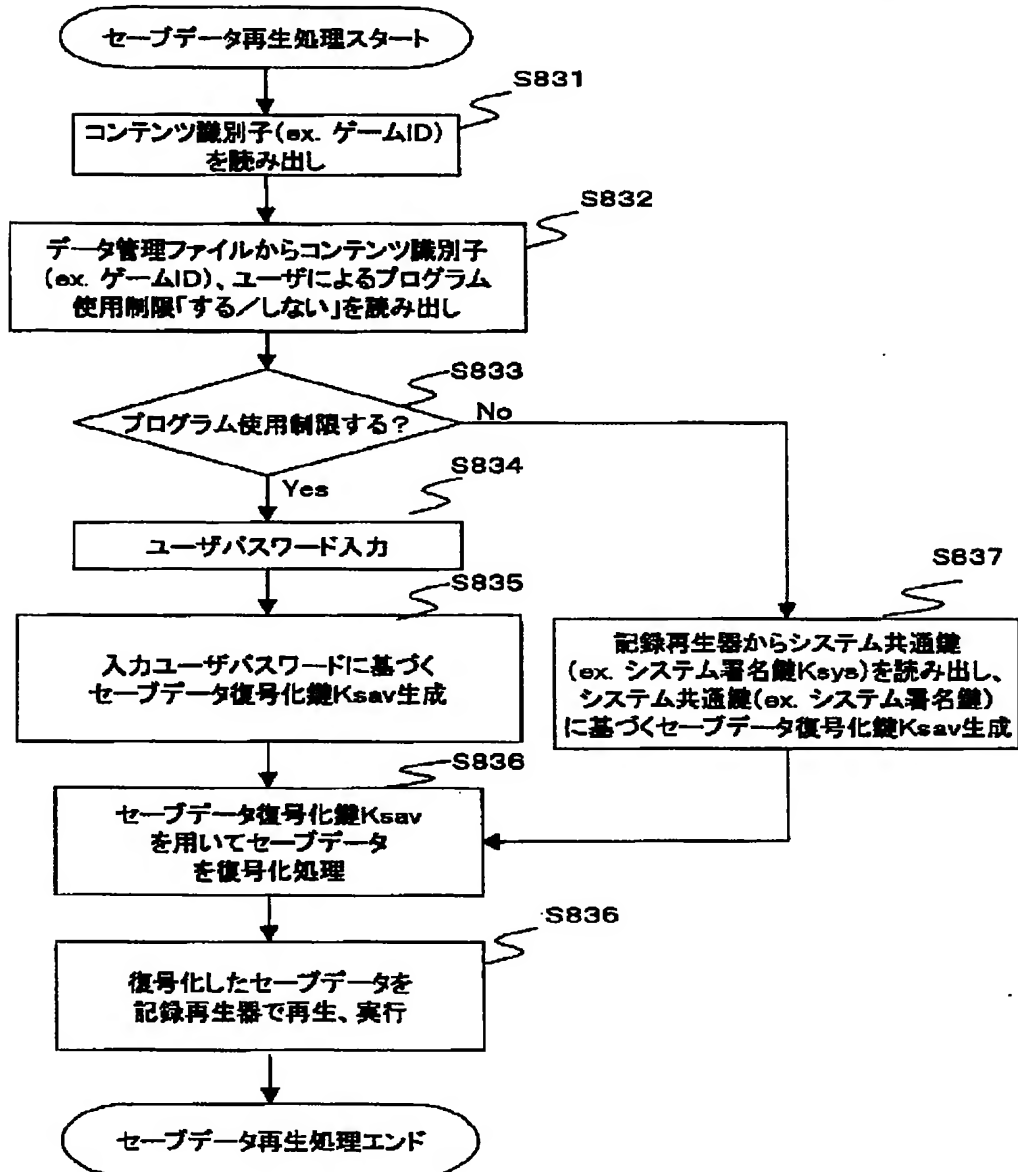 セーブデータ再生処理スタート
S831
コンテンツ識別子(ex. ゲームID)
を読み出し
S832
データ管理ファイルからコンテンツ識別子
(ex. ゲームID)、ユーザによるプログラム
使用制限「する/しない」を読み出し
S833
プログラム使用制限する?
No
Yes
S834
ユーザパスワード入力
S835
入力ユーザパスワードに基づく
セーブデータ復号化鍵Ksav生成
S837
記録再生器からシステム共通鍵
(ex. システム署名鍵Ksys)を読み出し、
システム共通鍵(ex. システム署名鍵)
に基づくセーブデータ復号化鍵Ksav生成
S836
セーブデータ復号化鍵Ksav
を用いてセーブデータ
を復号化処理
S836
復号化したセーブデータを
記録再生器で再生、実行
セーブデータ再生処理エンド